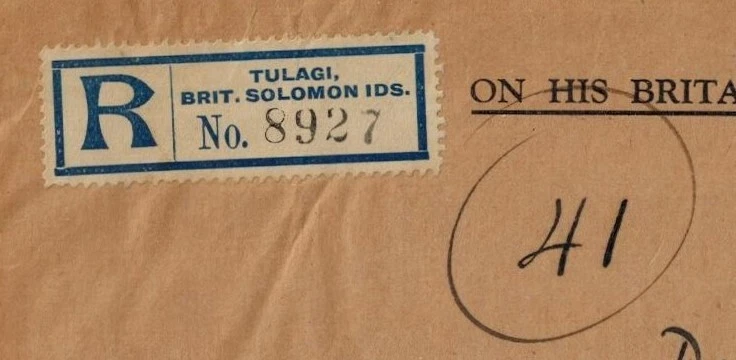 R
TULAGI,
BRIT. SOLOMON IDS.
No. 8927
ON HIS BRITA
41